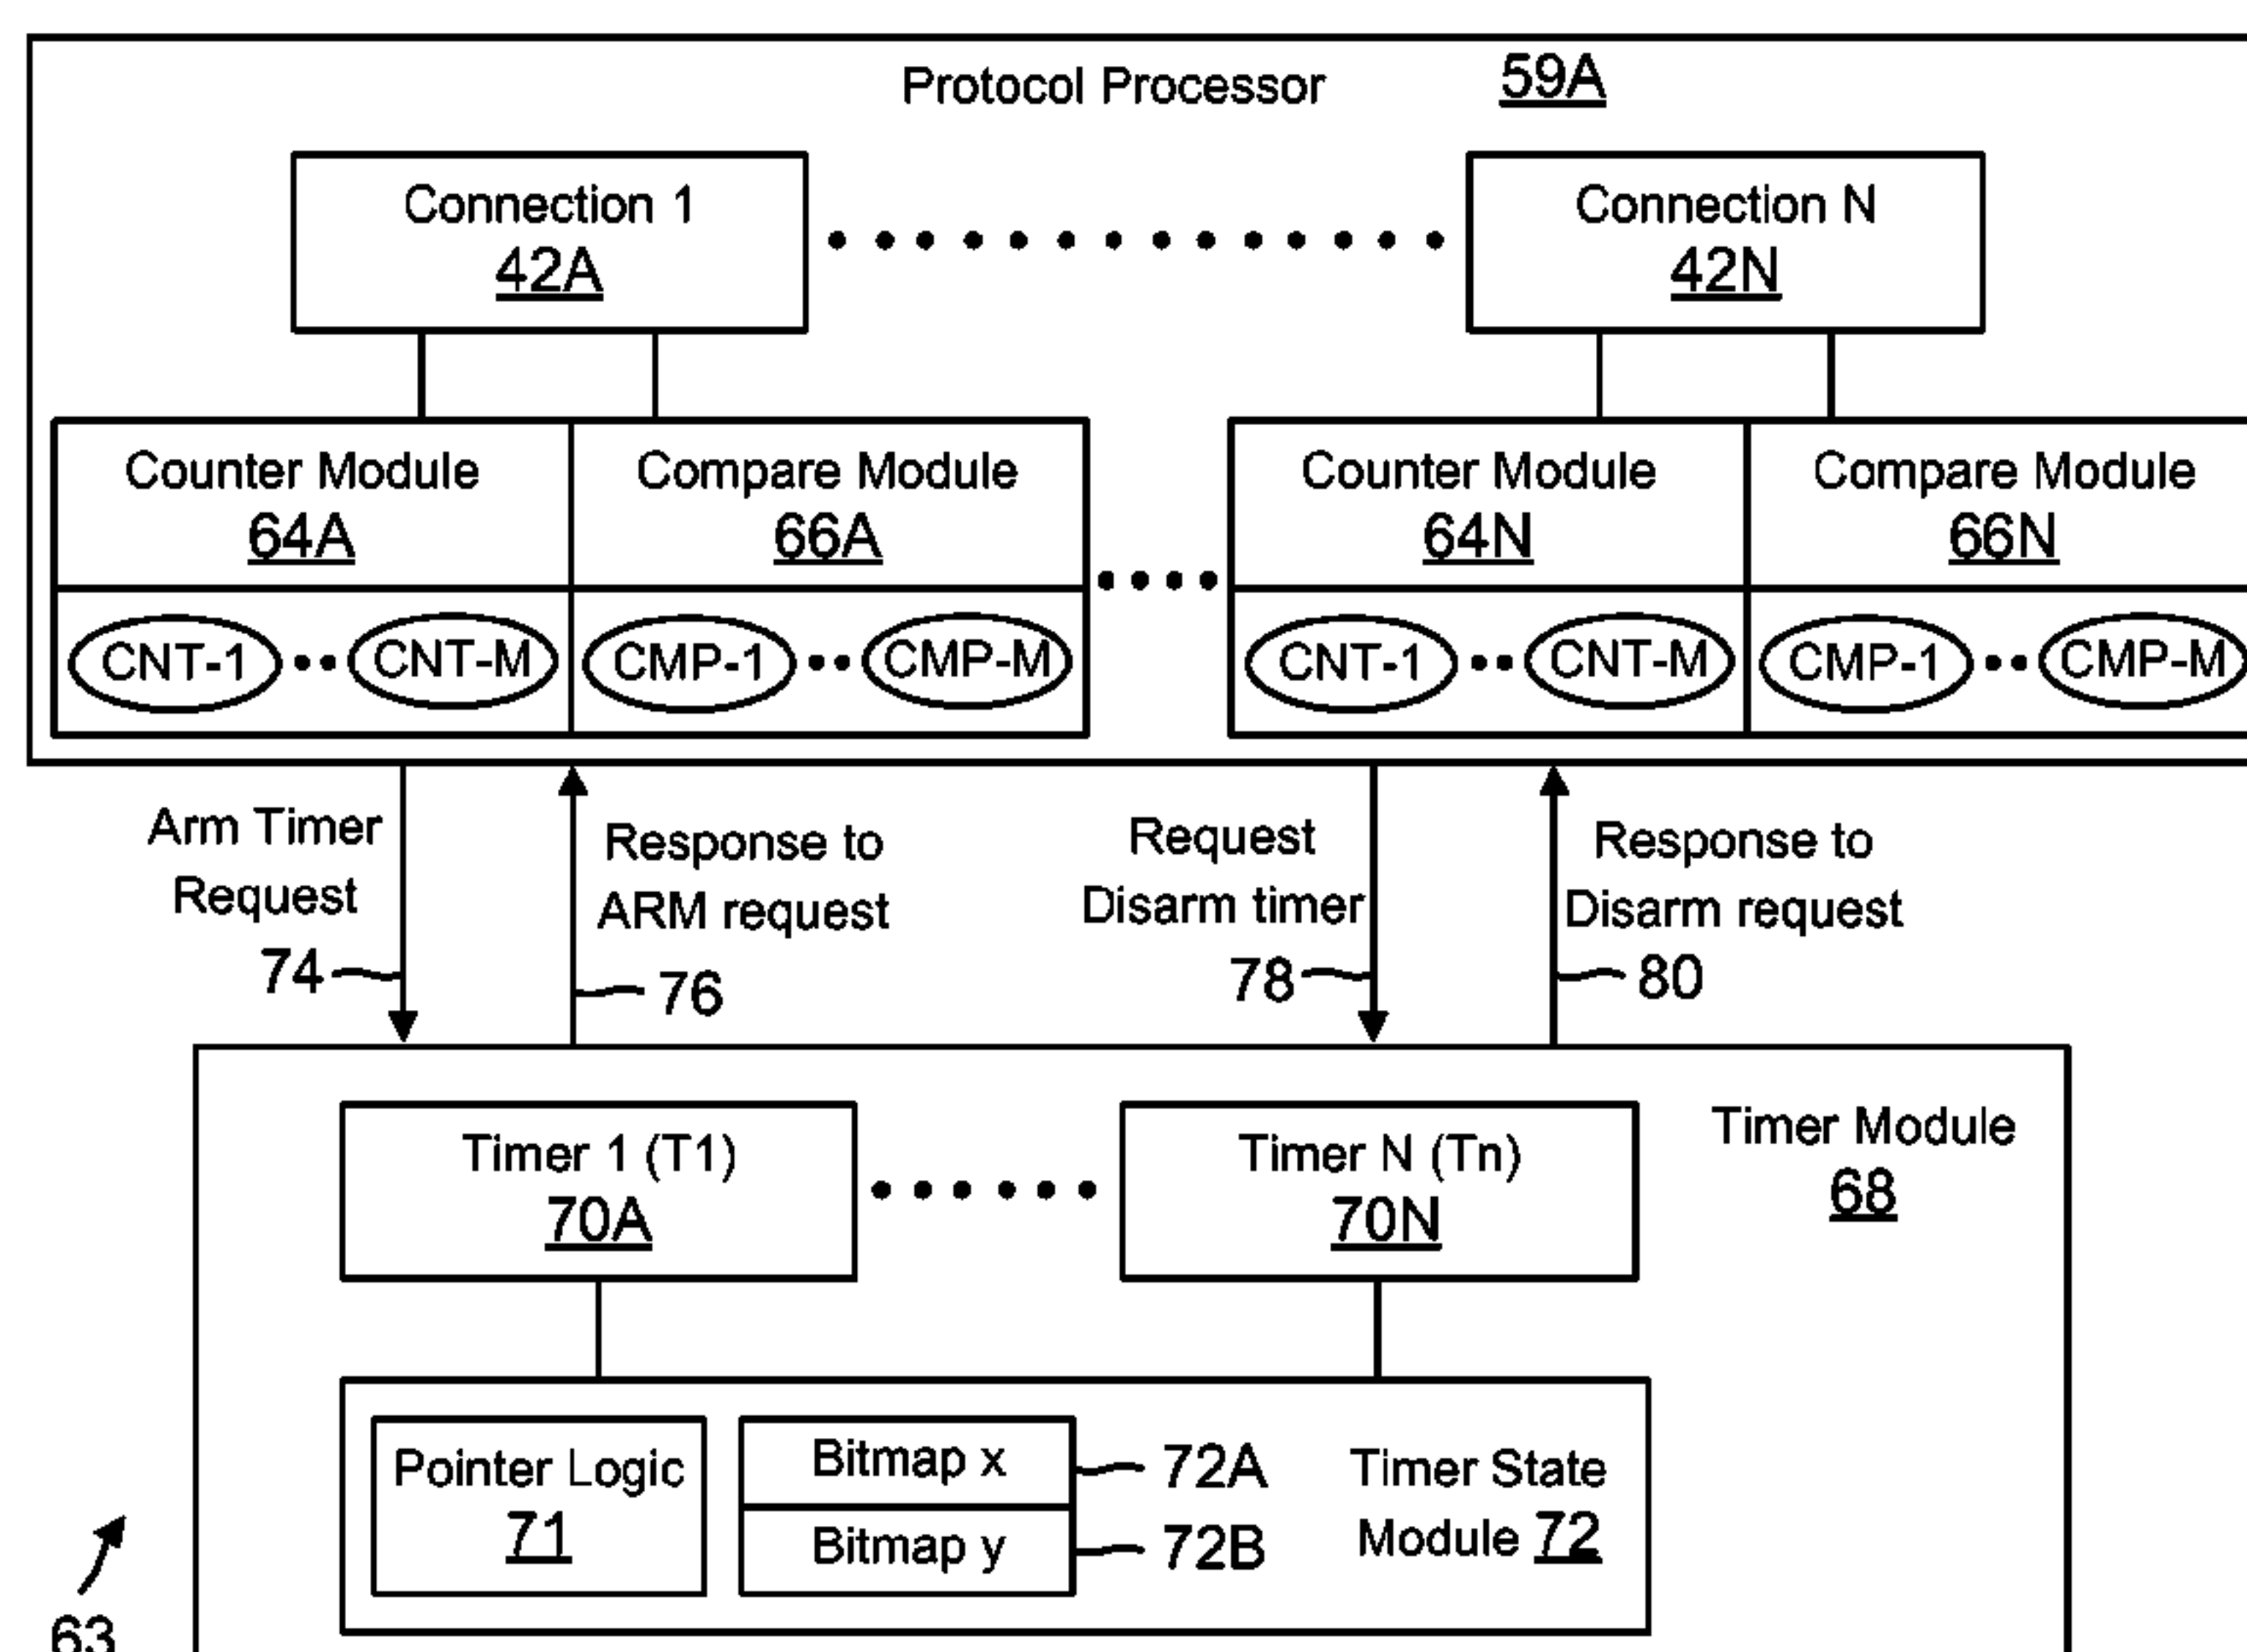 Protocol Processor 59A
Connection 1
42A
Connection N
42N
Counter Module
64A
Compare Module
66A
Counter Module
64N
Compare Module
66N
CNT-1
CNT-M
CMP-1
CMP-M
CNT-1
CNT-M
CMP-1
CMP-M
Arm Timer
Request
74
Response to
ARM request
76
Request
Disarm timer
78
Response to
Disarm request
80
Timer Module
68
Timer 1 (T1)
70A
Timer N (Tn)
70N
Pointer Logic
71
Bitmap x
72A
Bitmap y
72B
Timer State
Module 72
63